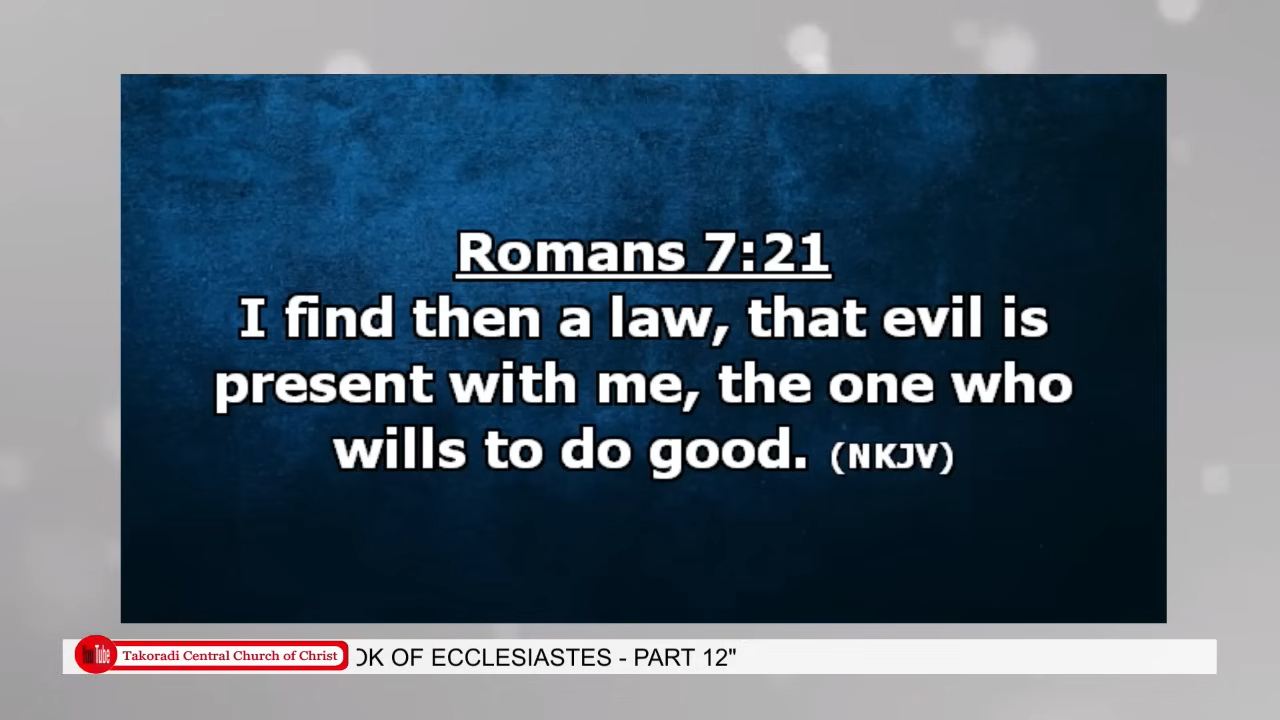 Romans 7:21
I find then a law, that evil is
present with me, the one who
wills to do good. (NKJV)
YouTube Takoradi Central Church of Christ OK OF ECCLESIASTES - PART 12"